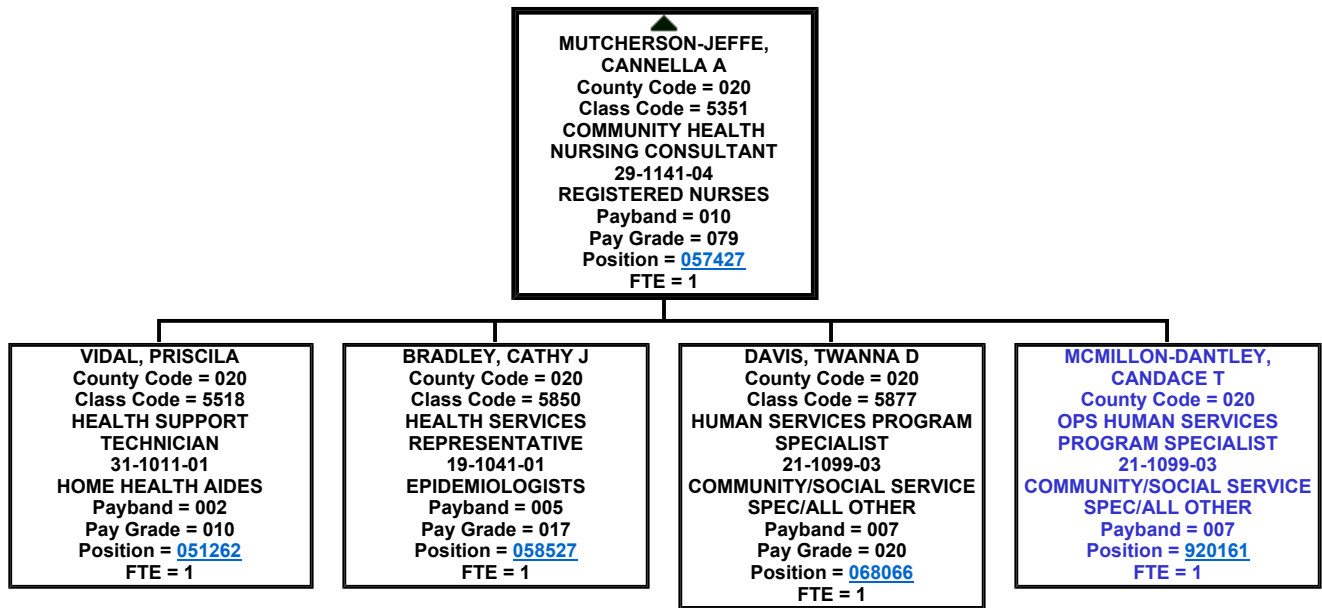 MUTCHERSON-JEFFE,
CANNELLA A
County Code = 020
Class Code = 5351
COMMUNITY HEALTH
NURSING CONSULTANT
29-1141-04
REGISTERED NURSES
Payband = 010
Pay Grade = 079
Position = 057427
FTE = 1
VIDAL, PRISCILA
County Code = 020
Class Code = 5518
HEALTH SUPPORT
TECHNICIAN
31-1011-01
HOME HEALTH AIDES
Payband = 002
Pay Grade = 010
Position = 051262
FTE = 1
BRADLEY, CATHY J
County Code = 020
Class Code = 5850
HEALTH SERVICES
REPRESENTATIVE
19-1041-01
EPIDEMIOLOGISTS
Payband = 005
Pay Grade = 017
Position = 058527
FTE = 1
DAVIS, TWANNA D
County Code = 020
Class Code = 5877
HUMAN SERVICES PROGRAM
SPECIALIST
21-1099-03
COMMUNITY/SOCIAL SERVICE
SPEC/ALL OTHER
Payband = 007
Pay Grade = 020
Position = 068066
FTE = 1
MCMILLON-DANTLEY,
CANDACE T
County Code = 020
OPS HUMAN SERVICES
PROGRAM SPECIALIST
21-1099-03
COMMUNITY/SOCIAL SERVICE
SPEC/ALL OTHER
Payband = 007
Position = 920161
FTE = 1